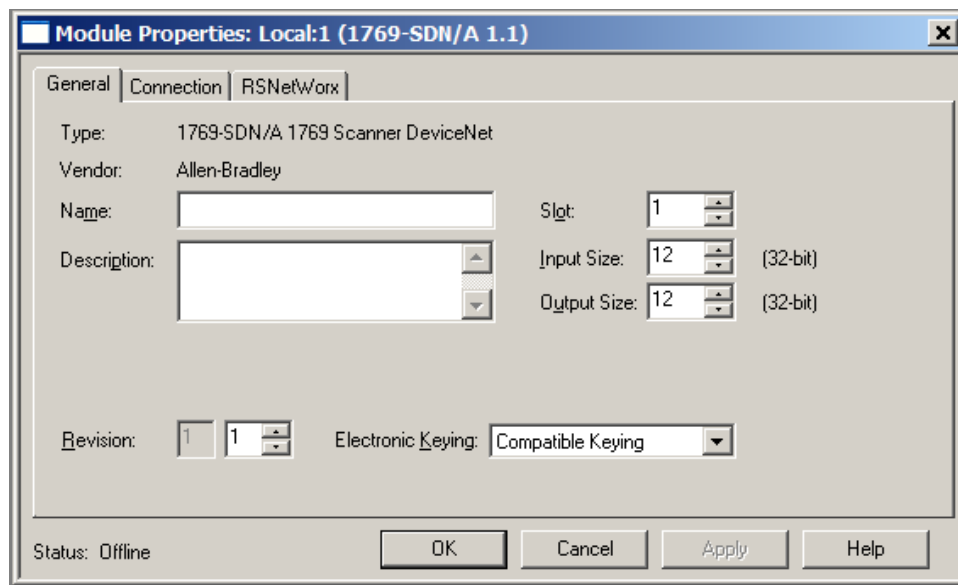 Module Properties: Local:1 (1769-SDN/A 1.1)
General Connection RSNetWorx
Type: 1769-SDN/A 1769 Scanner DeviceNet
Vendor: Allen-Bradley
Name: Slot: 1
Description: Input Size: 12 (32-bit)
Output Size: 12 (32-bit)
Revision: 1 1 Electronic Keying: Compatible Keying
Status: Offline OK Cancel Apply Help